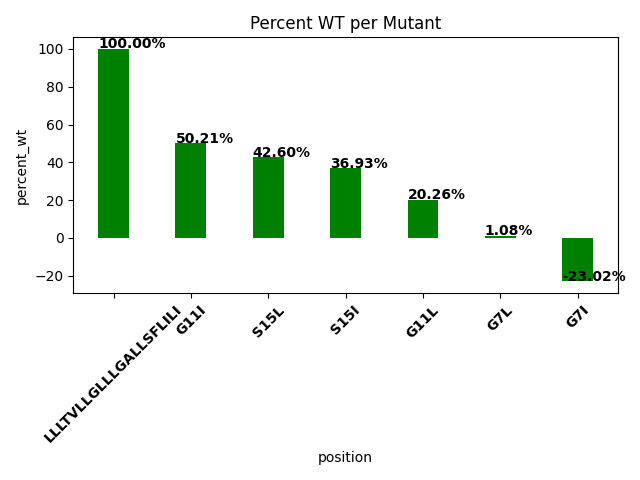 Percent WT per Mutant
percent_wt
100
80
60
40
20
0
−20
100.00%
50.21%
42.60%
36.93%
20.26%
1.08%
-23.02%
LLLTVLLGLLLGALLSFLILI
G11I
S15L
S15I
G11L
G7L
G7I
position